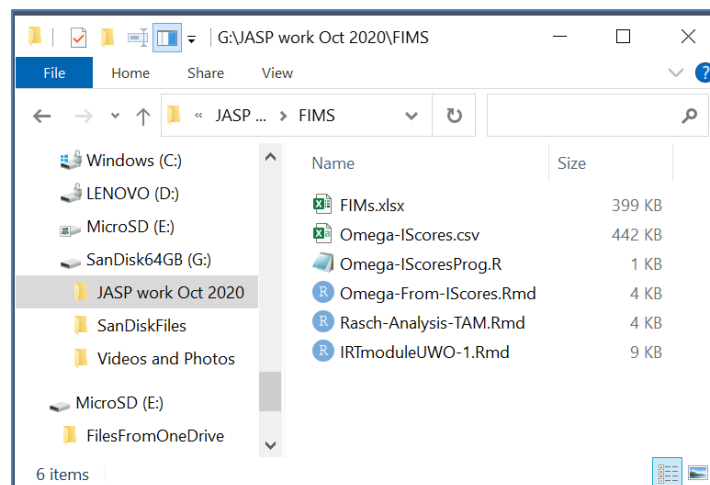 G:\JASP work Oct 2020\FIMS
File Home Share View
« JASP ... > FIMS
Windows (C:)
LENOVO (D:)
MicroSD (E:)
SanDisk64GB (G:)
JASP work Oct 2020
SanDiskFiles
Videos and Photos
MicroSD (E:)
FilesFromOneDrive
Name Size
FIMs.xlsx 399 KB
Omega-IScores.csv 442 KB
Omega-IScoresProg.R 1 KB
Omega-From-IScores.Rmd 4 KB
Rasch-Analysis-TAM.Rmd 4 KB
IRTmoduleUWO-1.Rmd 9 KB
6 items